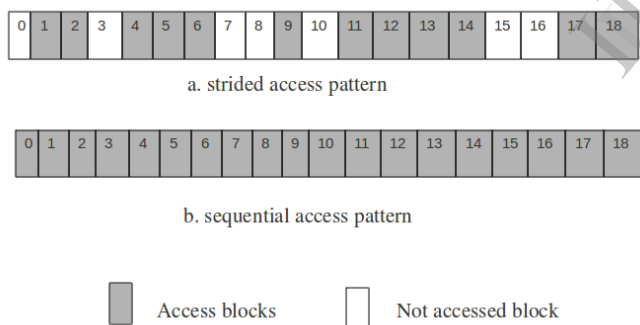 0 1 2 3 4 5 6 7 8 9 10 11 12 13 14 15 16 17 18
a. strided access pattern
0 1 2 3 4 5 6 7 8 9 10 11 12 13 14 15 16 17 18
b. sequential access pattern
Access blocks Not accessed block